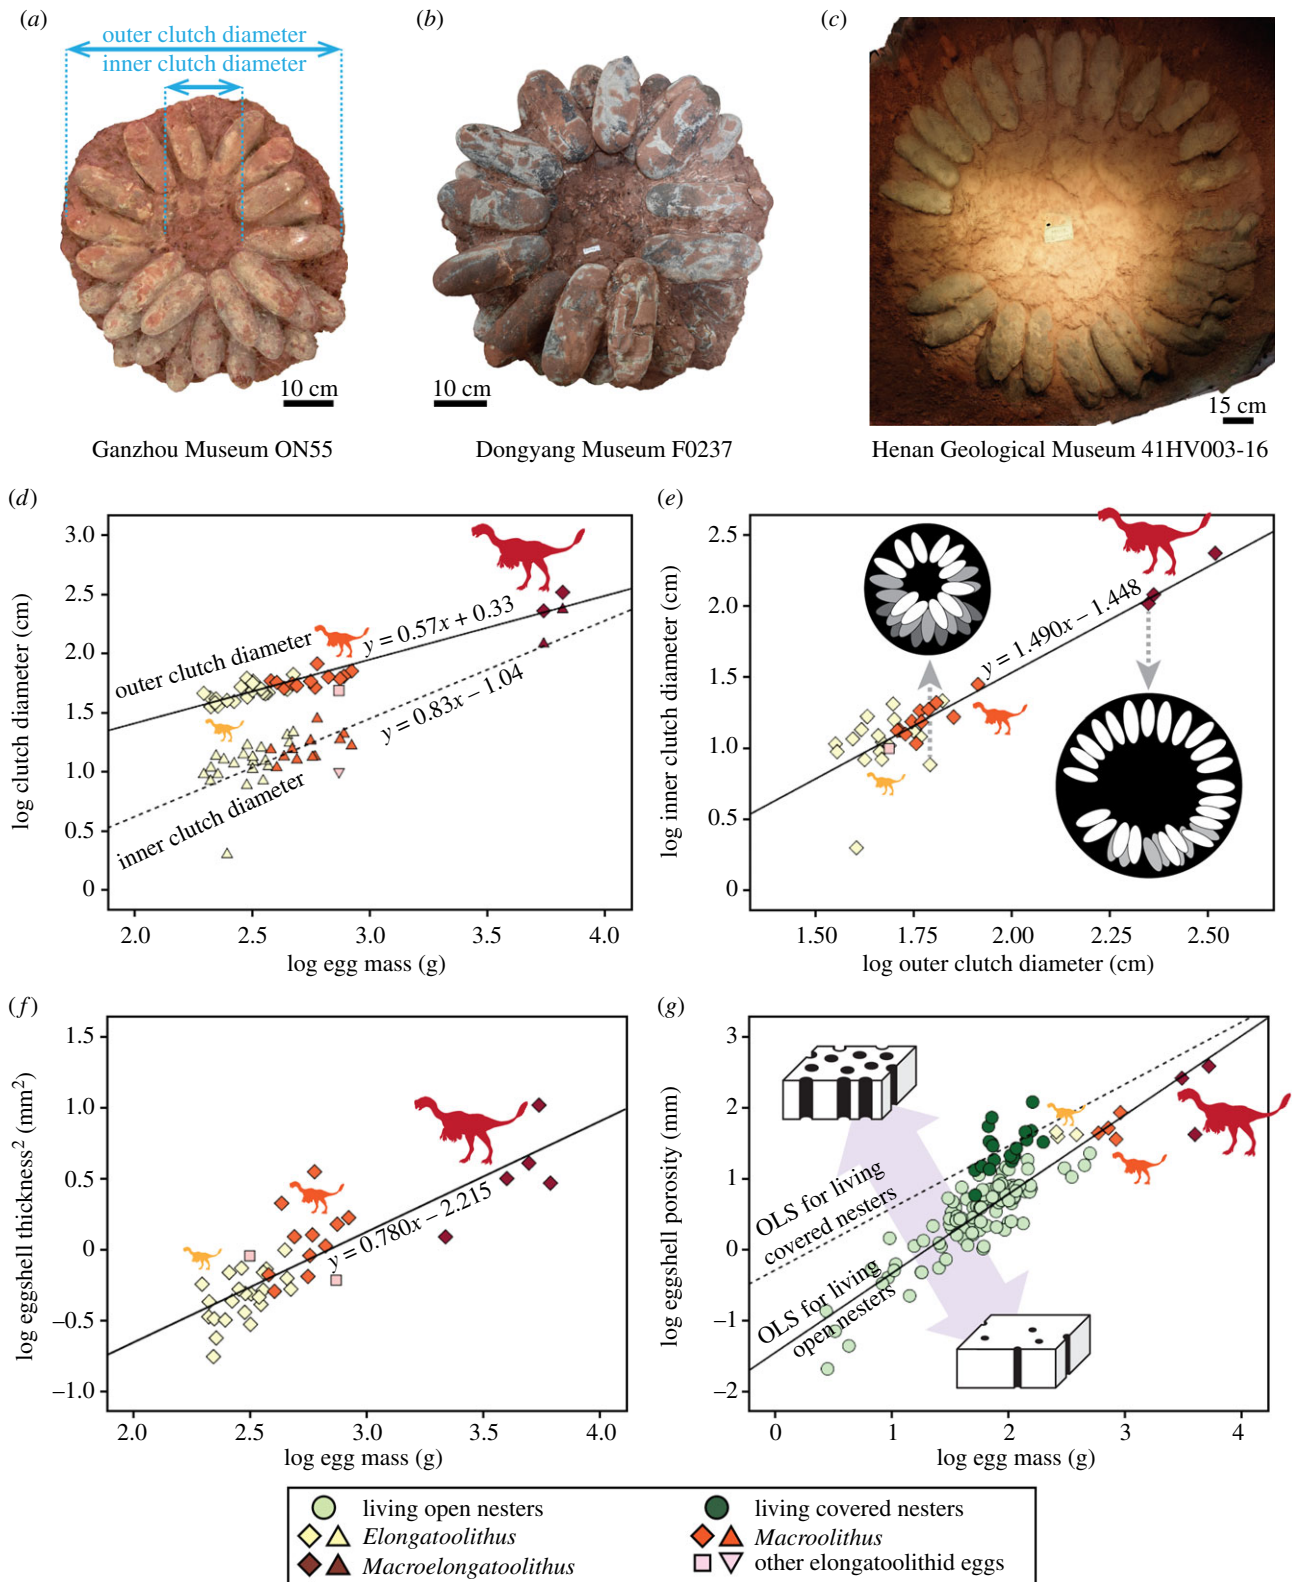 (a)
outer clutch diameter
inner clutch diameter
10 cm
Ganzhou Museum ON55
(b)
10 cm
Dongyang Museum F0237
(c)
15 cm
Henan Geological Museum 41HV003-16
(d)
log clutch diameter (cm)
3.0
2.5
2.0
1.5
1.0
0.5
0
outer clutch diameter
y = 0.57x + 0.33
y = 0.83x – 1.04
inner clutch diameter
2.0 2.5 3.0 3.5 4.0
log egg mass (g)
(e)
log inner clutch diameter (cm)
2.5
2.0
1.5
1.0
0.5
0
y = 1.490x – 1.448
1.50 1.75 2.00 2.25 2.50
log outer clutch diameter (cm)
(f)
log eggshell thickness² (mm²)
1.5
1.0
0.5
0
–0.5
–1.0
y = 0.780x – 2.215
2.0 2.5 3.0 3.5 4.0
log egg mass (g)
(g)
log eggshell porosity (mm)
3
2
1
0
–1
–2
OLS for living
covered nesters
OLS for living
open nesters
0 1 2 3 4
log egg mass (g)
living open nesters
living covered nesters
Elongatoolithus
Macroolithus
Macroelongatoolithus
other elongatoolithid eggs